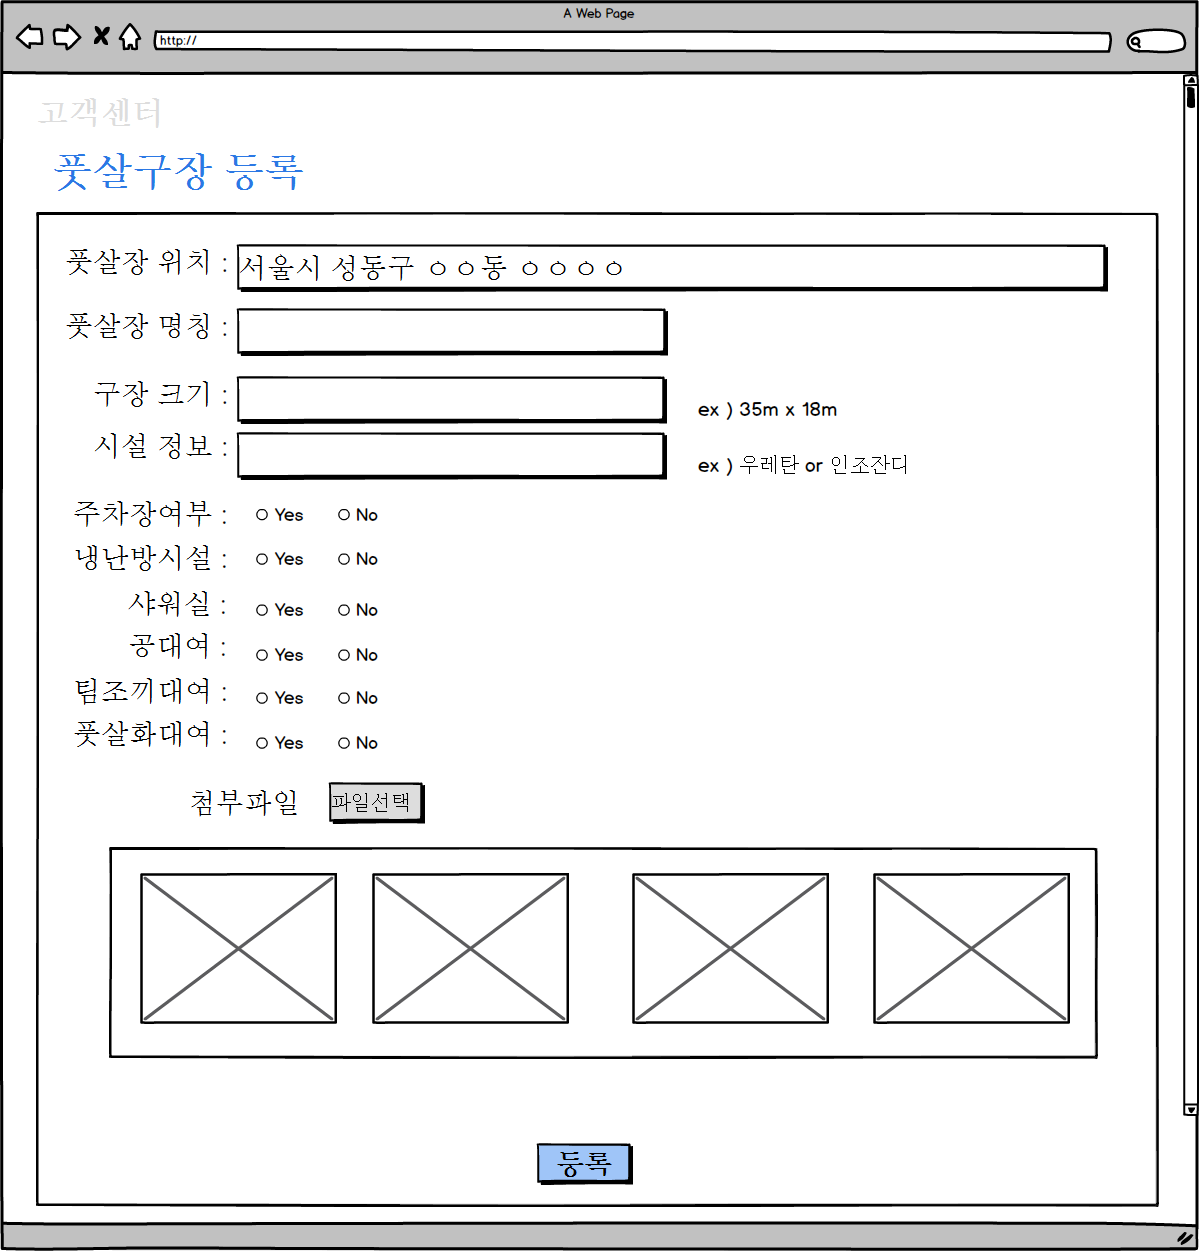 A Web Page
http://
고객센터
풋살구장 등록
풋살장 위치 : 서울시 성동구 ㅇㅇ동 ㅇㅇㅇㅇ
풋살장 명칭 :
구장 크기 : ex ) 35m x 18m
시설 정보 : ex ) 우레탄 or 인조잔디
주차장여부 : Yes No
냉난방시설 : Yes No
샤워실 : Yes No
공대여 : Yes No
팀조끼대여 : Yes No
풋살화대여 : Yes No
첨부파일 파일선택
등록